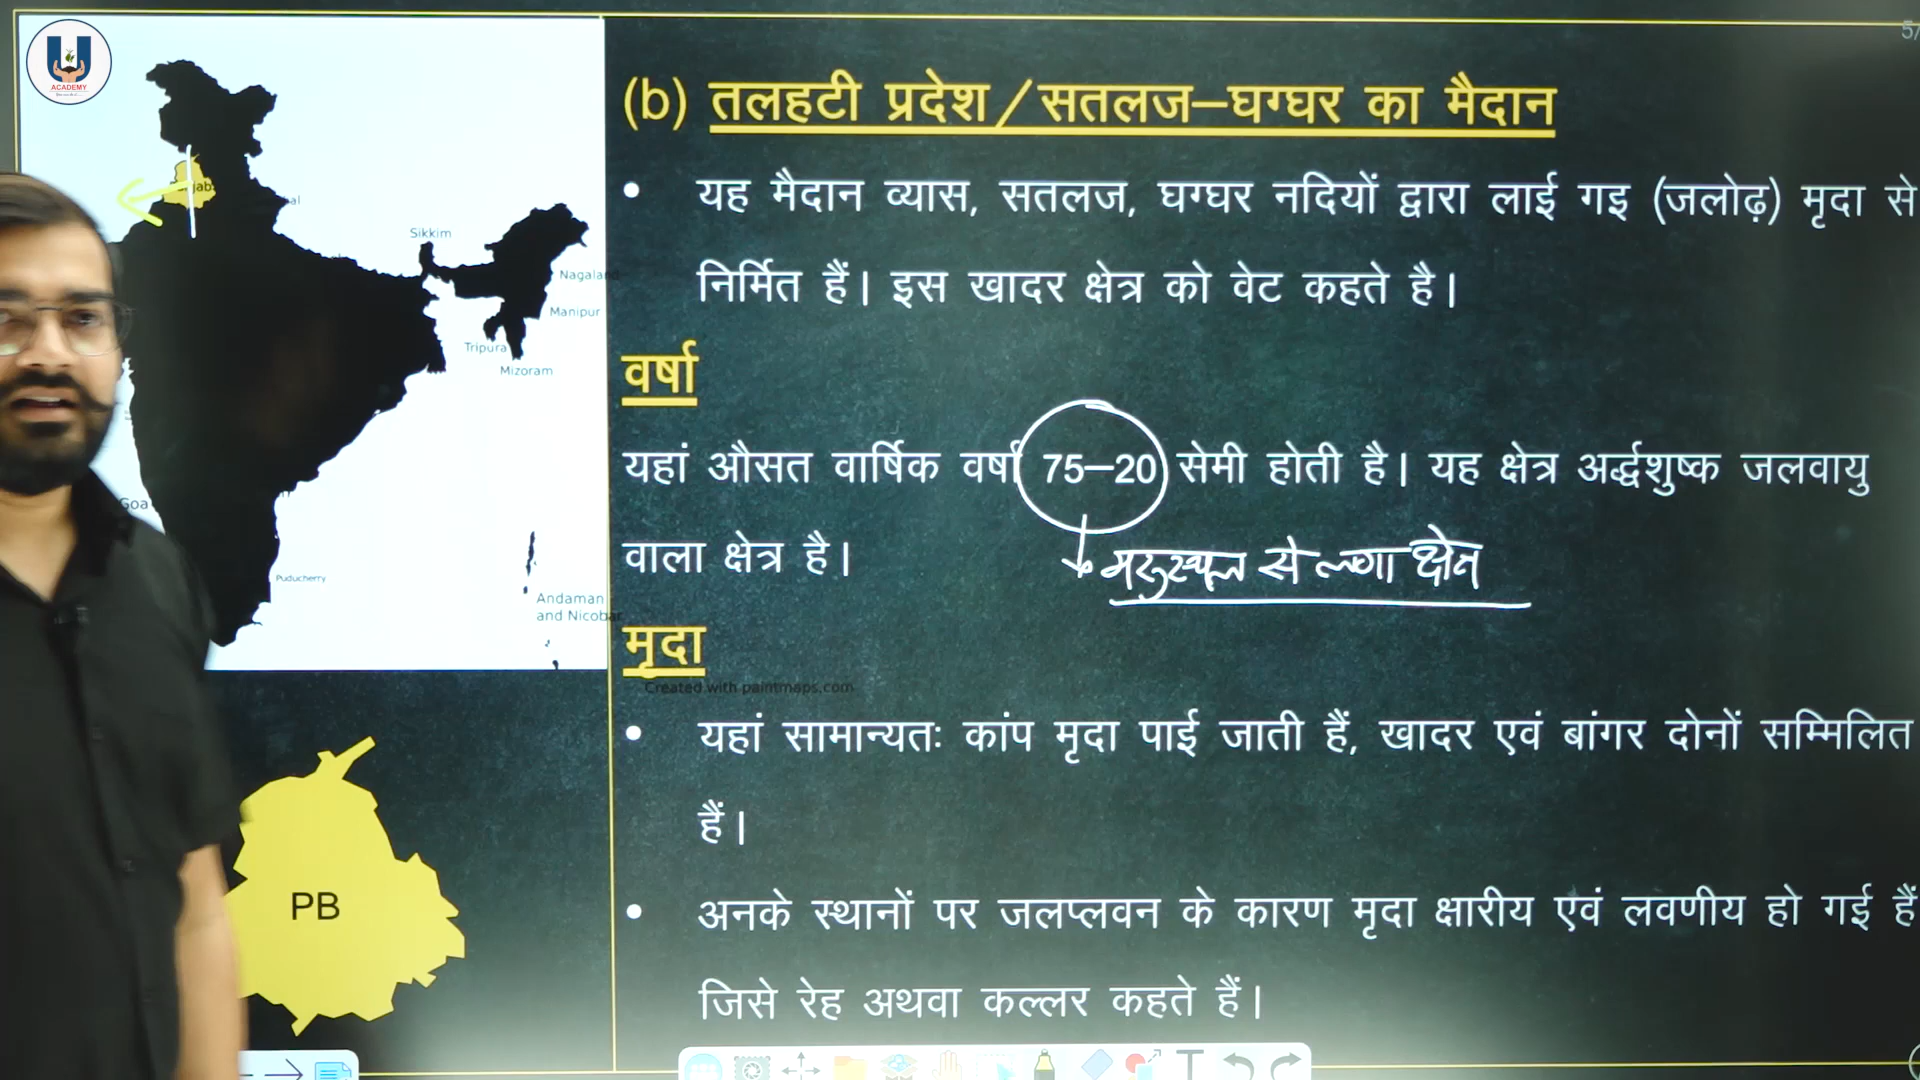 U
ACADEMY
5/
(b) तलहटी प्रदेश/सतलज–घग्घर का मैदान
• यह मैदान व्यास, सतलज, घग्घर नदियों द्वारा लाई गइ (जलोढ़) मृदा से
निर्मित हैं। इस खादर क्षेत्र को वेट कहते है।
वर्षा
यहां औसत वार्षिक वर्षा 75–20 सेमी होती है। यह क्षेत्र अर्द्धशुष्क जलवायु
वाला क्षेत्र है।
मरुस्थल से लगा क्षेत्र
मृदा
Created with paintmaps.com
• यहां सामान्यतः कांप मृदा पाई जाती हैं, खादर एवं बांगर दोनों सम्मिलित
हैं।
• अनके स्थानों पर जलप्लवन के कारण मृदा क्षारीय एंव लवणीय हो गई हैं
जिसे रेह अथवा कल्लर कहते हैं।
Sikkim
Nagaland
Manipur
Tripura
Mizoram
Goa
Puducherry
Andaman
and Nicobar
PB